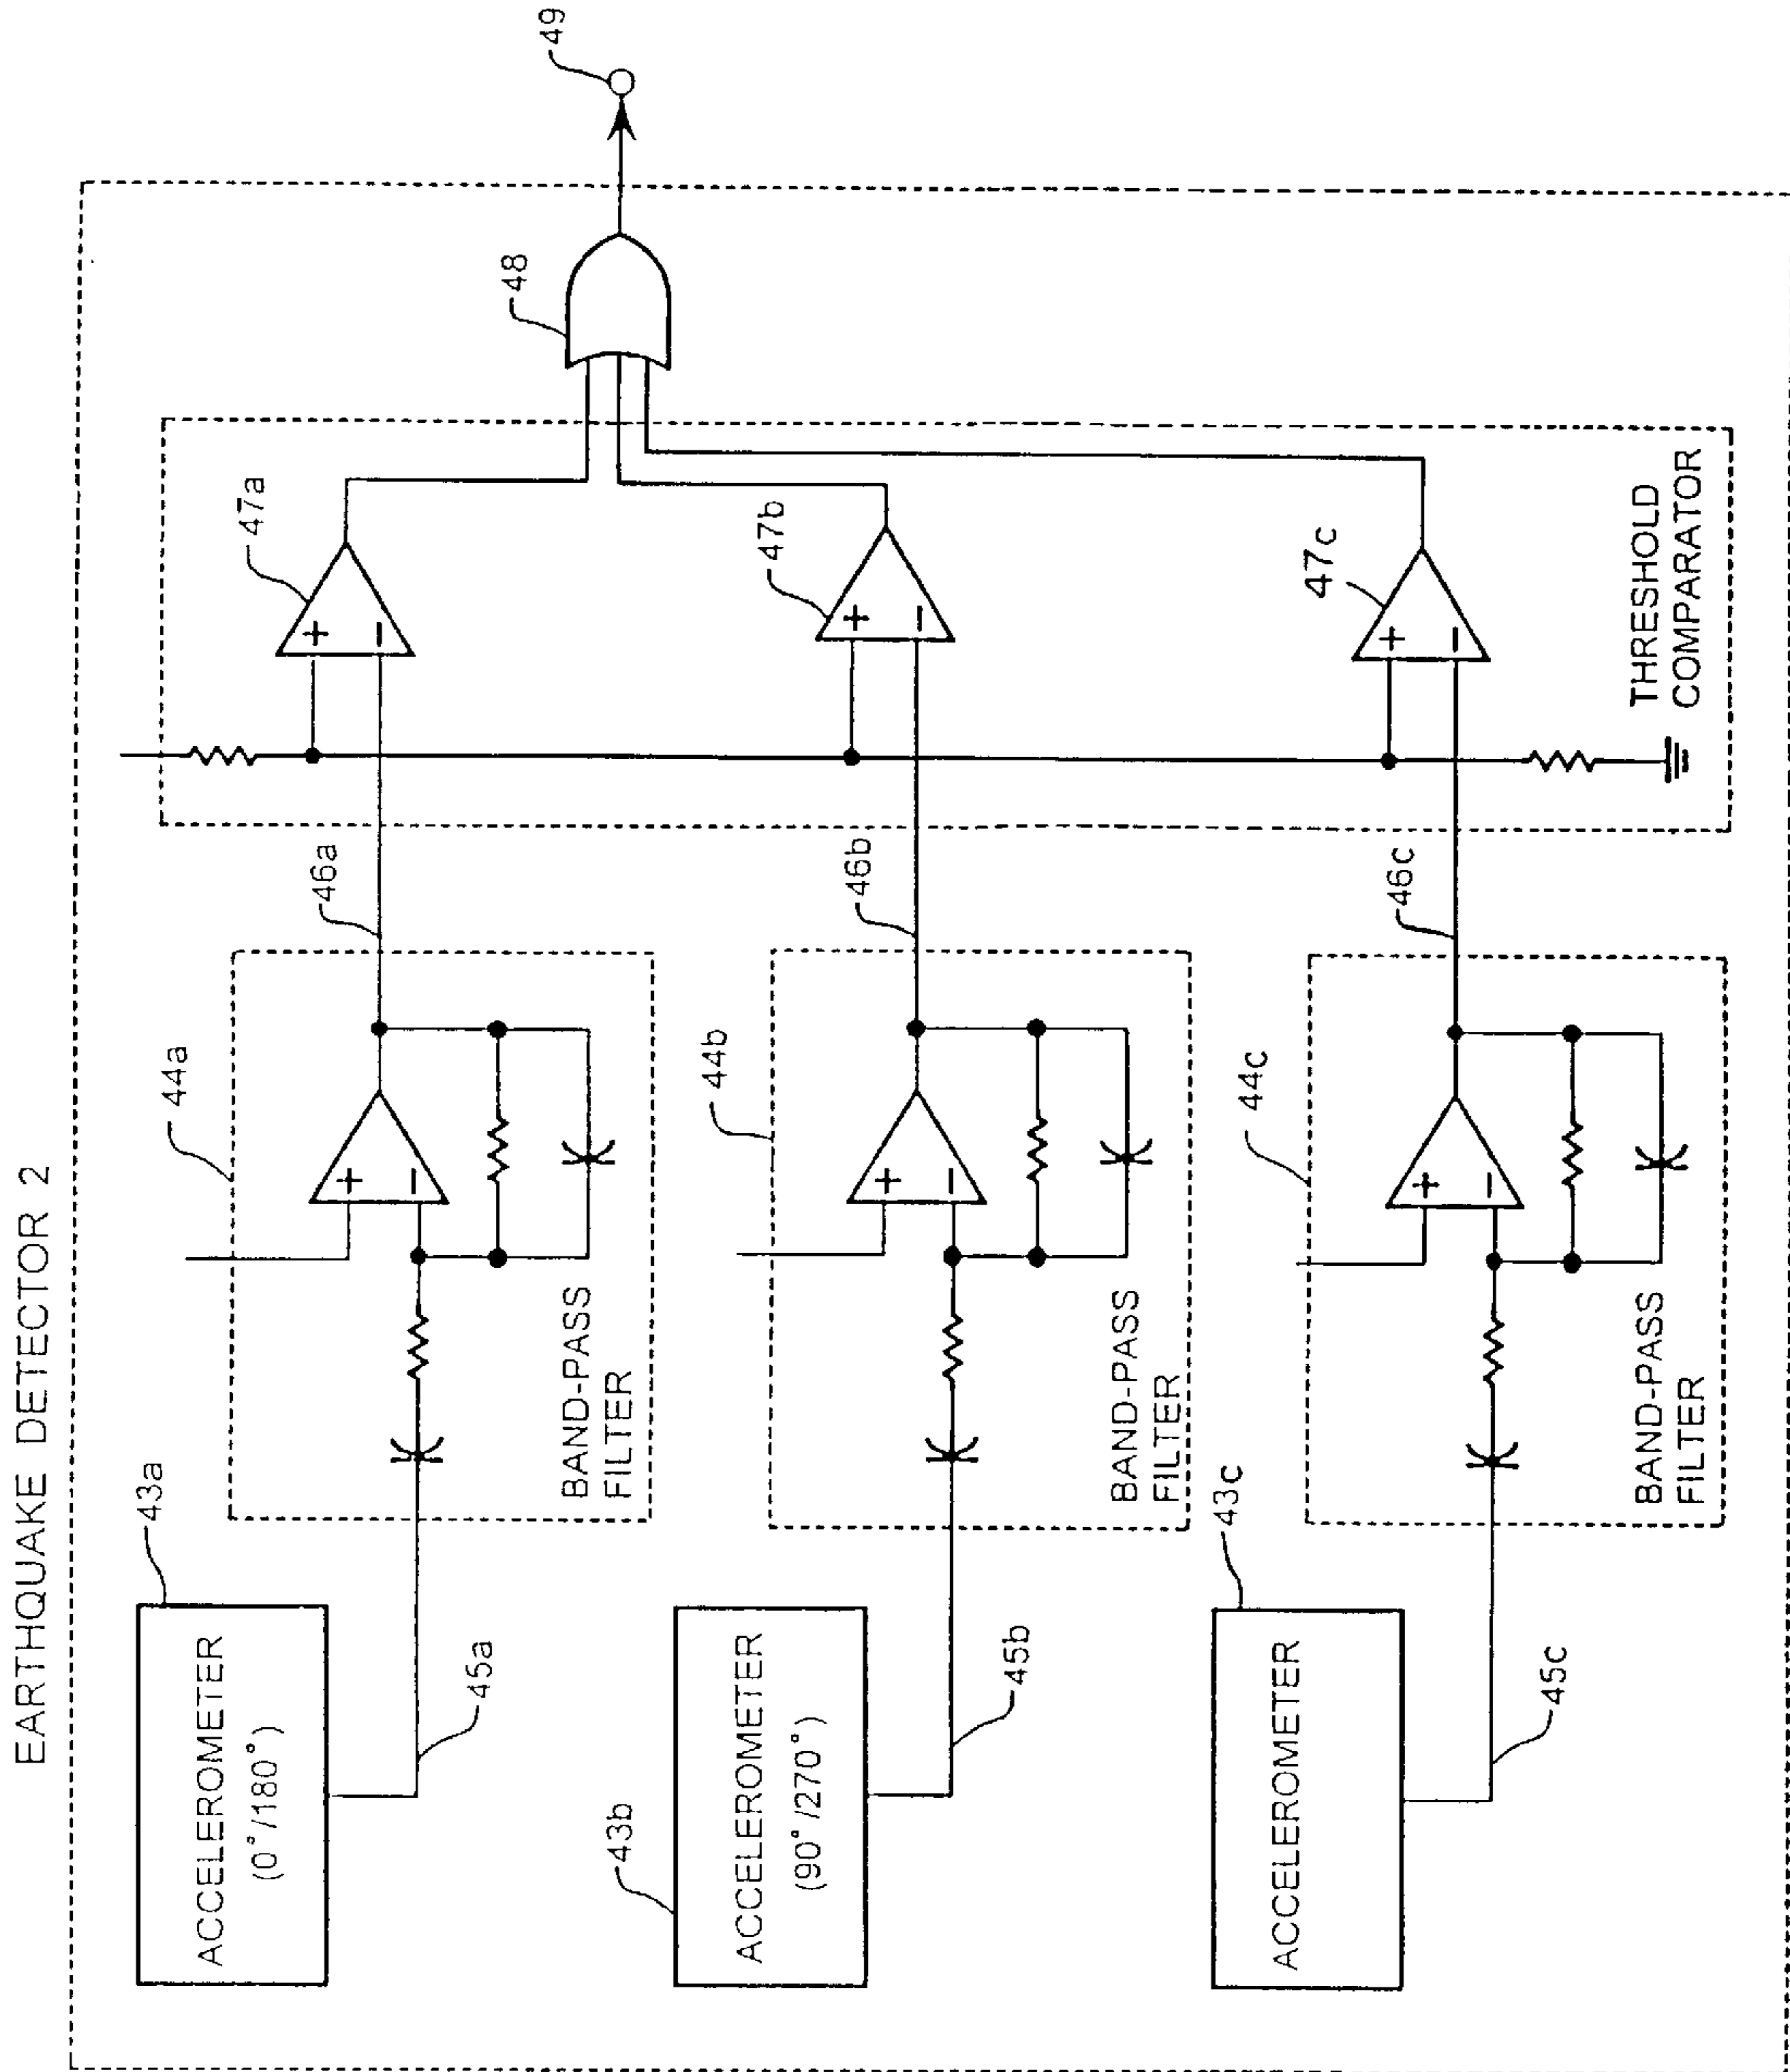 EARTHQUAKE DETECTOR 2
43a
ACCELEROMETER
(0°/180°)
45a
44a
+
−
BAND-PASS
FILTER
46a
47a
+
−
43b
ACCELEROMETER
(90°/270°)
45b
44b
+
−
BAND-PASS
FILTER
46b
47b
+
−
43c
ACCELEROMETER
45c
44c
+
−
BAND-PASS
FILTER
46c
47c
+
−
THRESHOLD
COMPARATOR
48
49